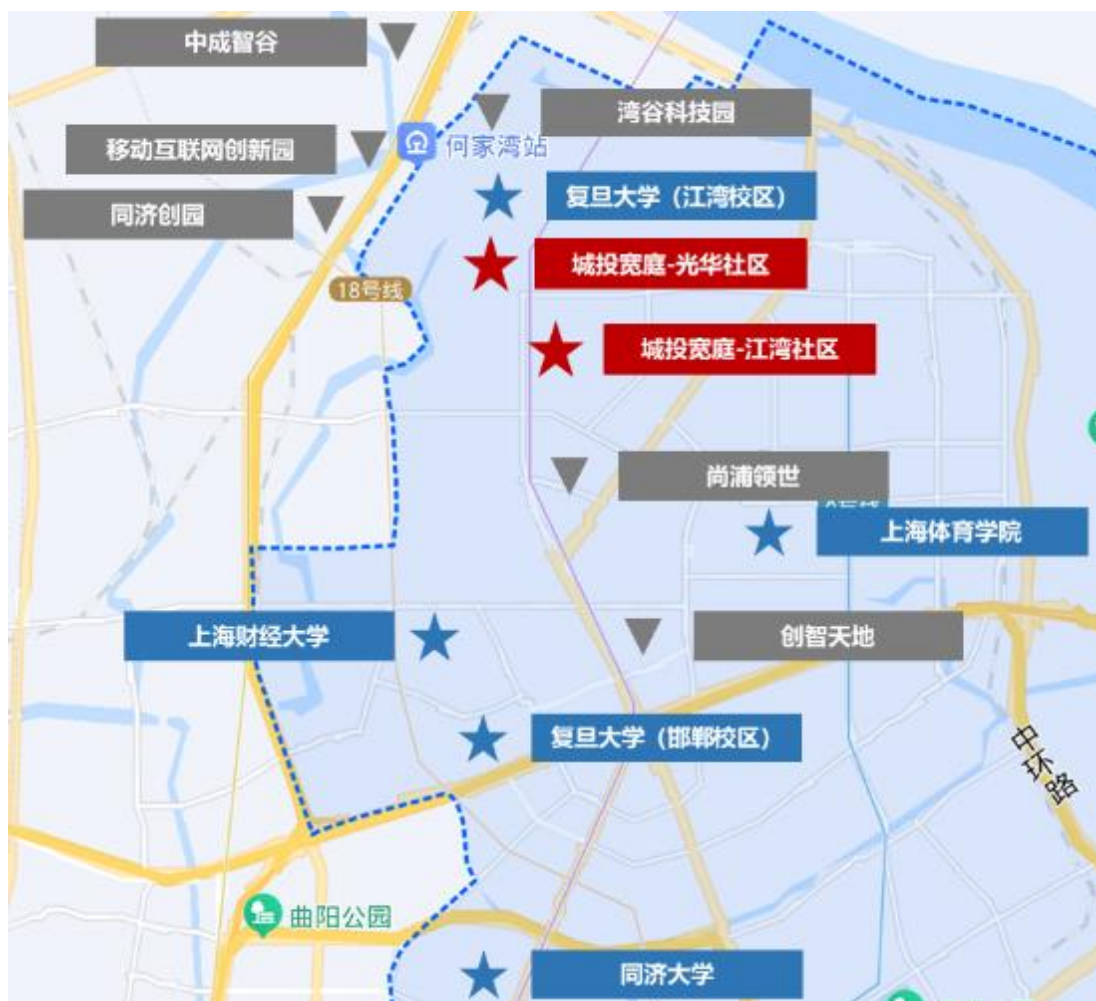 中成智谷
湾谷科技园
移动互联网创新园
何家湾站
复旦大学（江湾校区）
同济创园
城投宽庭-光华社区
18号线
城投宽庭-江湾社区
尚浦领世
上海体育学院
上海财经大学
创智天地
复旦大学（邯郸校区）
中环路
曲阳公园
同济大学